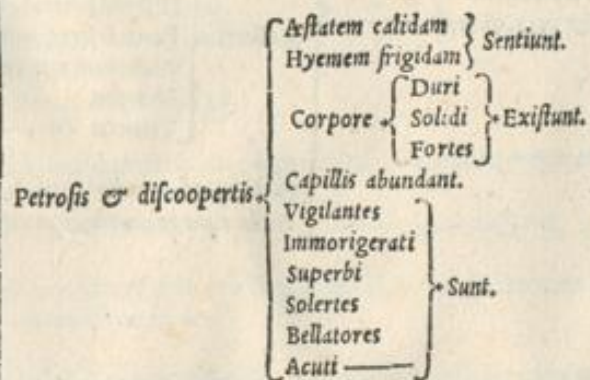 Æſtatem calidam
Hyemem frigidam } Sentiunt.
Duri
Corpore { Solidi } Exiſtunt.
Fortes
Petroſis & diſcoopertis. { Capillis abundant.
Vigilantes
Immorigerati
Superbi
Solertes } Sunt.
Bellatores
Acuti